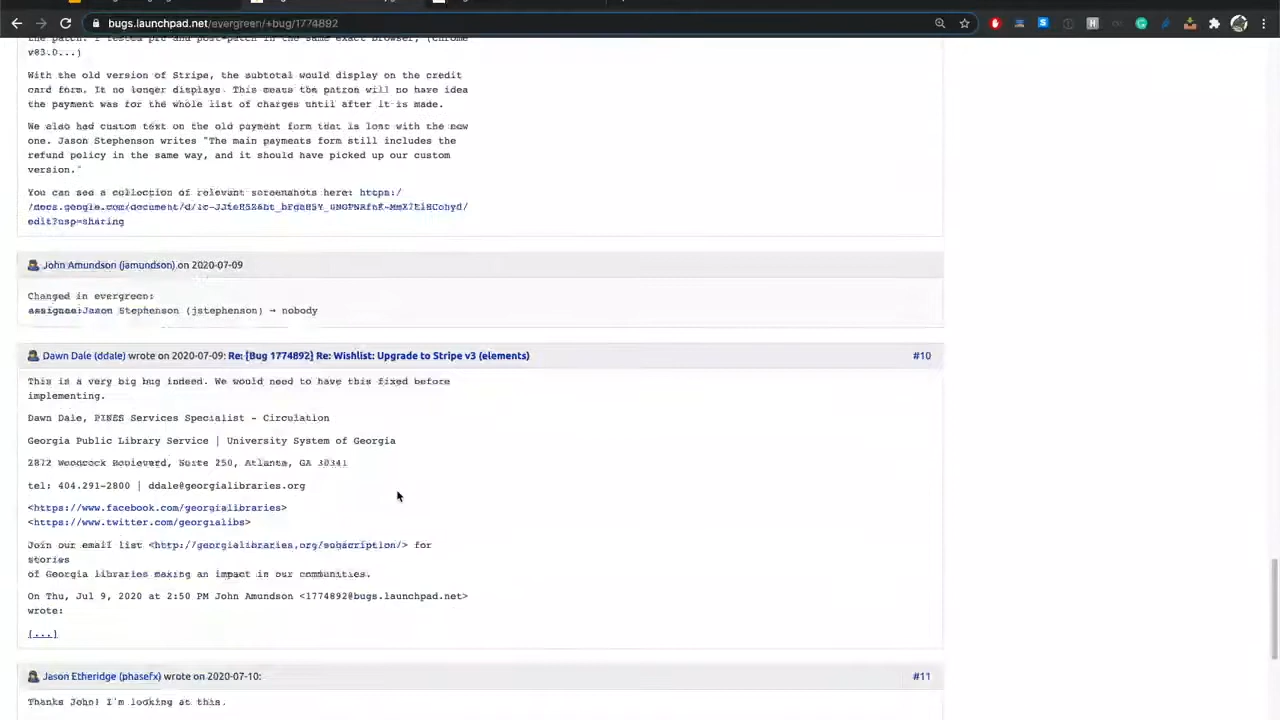 bugs.launchpad.net/evergreen/+bug/1774892
the patch. I tested pre and post-patch in the same exact browser, (Chrome
v83.0...)
With the old version of Stripe, the subtotal would display on the credit
card form. It no longer displays. This means the patron will no have idea
the payment was for the whole list of charges until after it is made.
We also had custom text on the old payment form that is lost with the new
one. Jason Stephenson writes "The main payments form still includes the
refund policy in the same way, and it should have picked up our custom
version."
You can see a collection of relevant screenshots here: https:/
edit?usp=sharing
John Amundson (jamundson) on 2020-07-09
Changed in evergreen:
assignee: Jason Stephenson (jstephenson) → nobody
Dawn Dale (ddale) wrote on 2020-07-09: Re: [Bug 1774892] Re: Wishlist: Upgrade to Stripe v3 (elements) #10
This is a very big bug indeed. We would need to have this fixed before
implementing.
Dawn Dale, PINES Services Specialist - Circulation
Georgia Public Library Service | University System of Georgia
2872 Woodcock Boulevard, Suite 250, Atlanta, GA 30341
tel: 404.291-2800 | ddale@georgialibraries.org
<https://www.facebook.com/georgialibraries>
<https://www.twitter.com/georgialibs>
Join our email list <http://georgialibraries.org/subscription/> for
stories
of Georgia libraries making an impact in our communities.
On Thu, Jul 9, 2020 at 2:50 PM John Amundson <1774892@bugs.launchpad.net>
wrote:
[...]
Jason Etheridge (phasefx) wrote on 2020-07-10: #11
Thanks John! I'm looking at this.